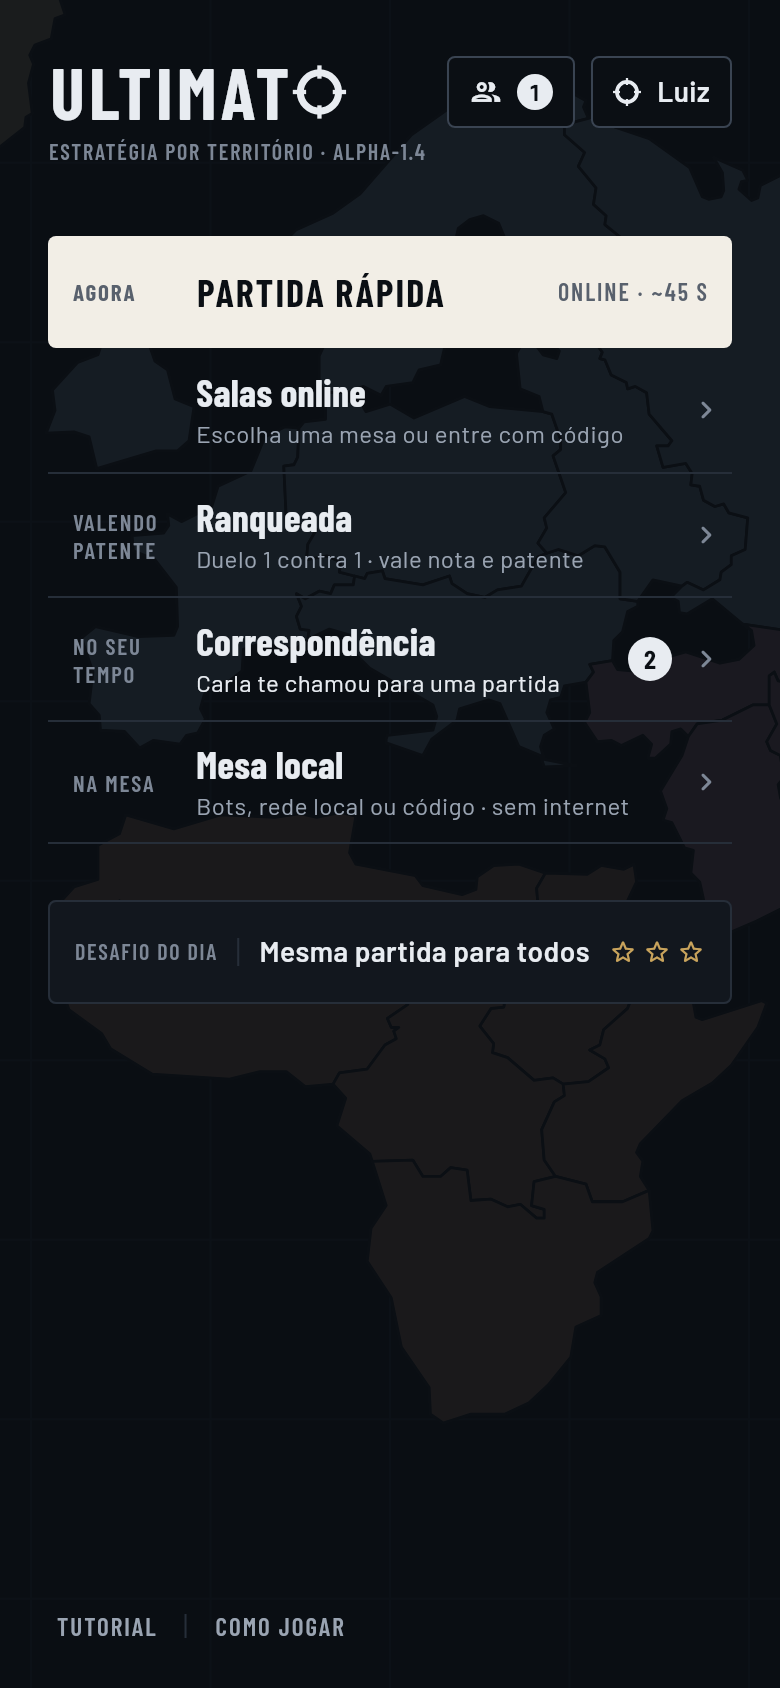 ULTIMATO
1
Luiz
ESTRATÉGIA POR TERRITÓRIO · ALPHA-1.4
AGORA
PARTIDA RÁPIDA
ONLINE · ~45 S
Salas online
Escolha uma mesa ou entre com código
VALENDO
PATENTE
Ranqueada
Duelo 1 contra 1 · vale nota e patente
NO SEU
TEMPO
Correspondência
Carla te chamou para uma partida
2
NA MESA
Mesa local
Bots, rede local ou código · sem internet
DESAFIO DO DIA
Mesma partida para todos
TUTORIAL
COMO JOGAR